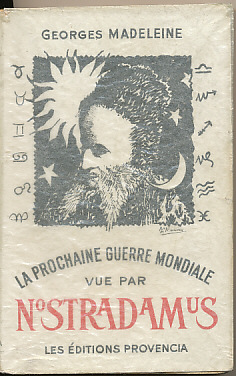 GEORGES MADELEINE
LA PROCHAINE GUERRE MONDIALE
VUE PAR
NOSTRADAMUS
LES ÉDITIONS PROVENCIA